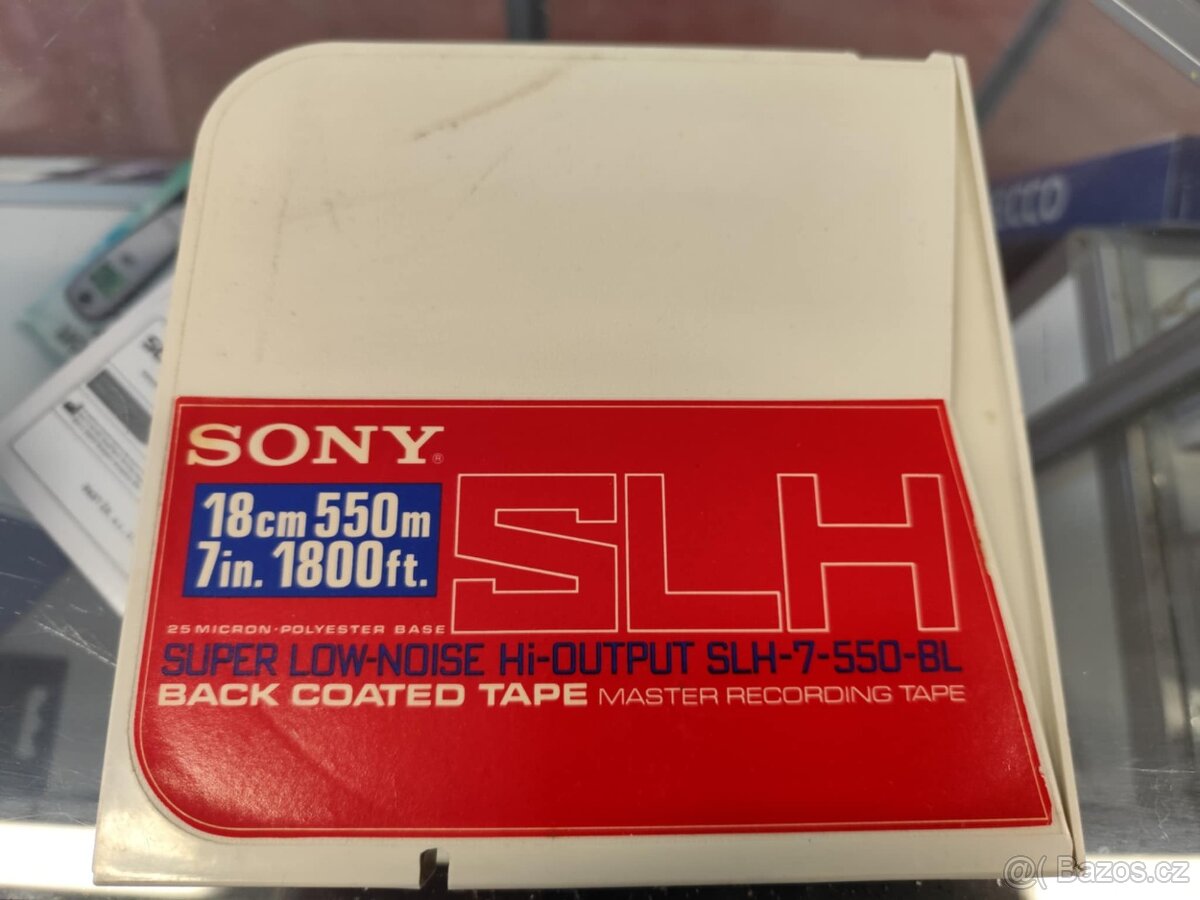 SONY®
18cm 550m
7in. 1800ft.
SLH
25 MICRON·POLYESTER BASE
SUPER LOW-NOISE Hi-OUTPUT SLH-7-550-BL
BACK COATED TAPE MASTER RECORDING TAPE
CCO
Bazos.cz